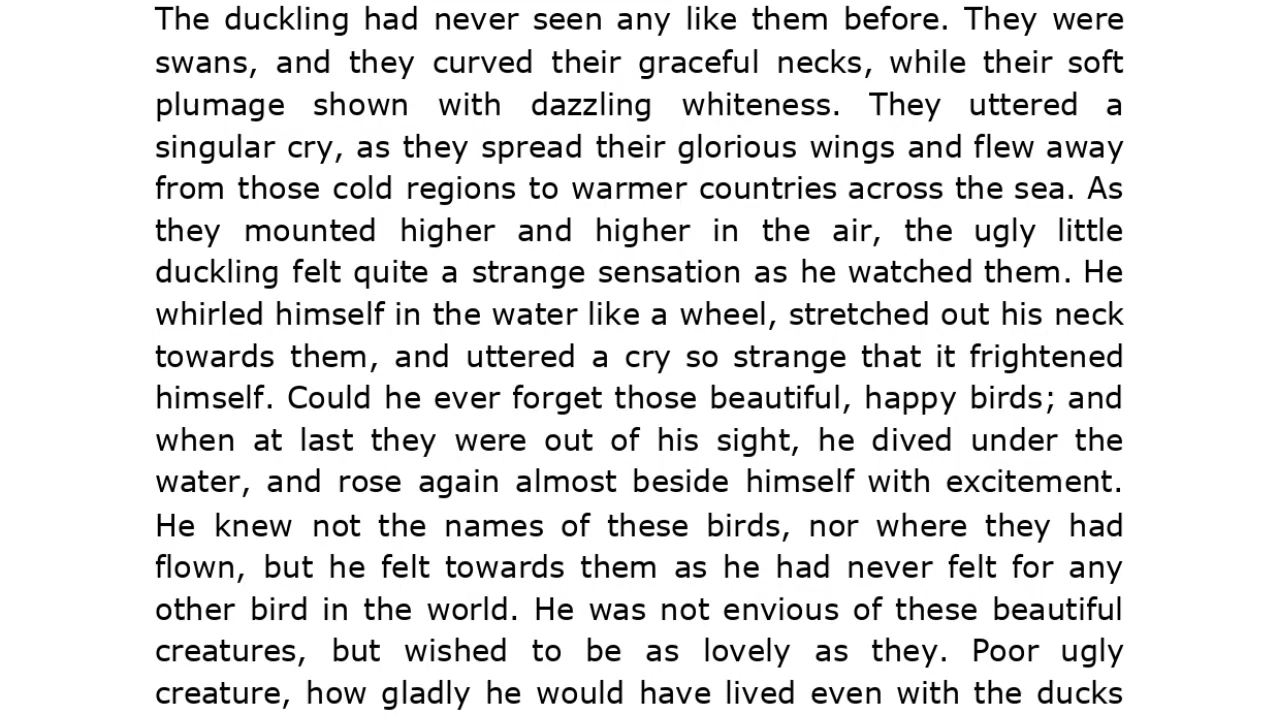 The duckling had never seen any like them before. They were
swans, and they curved their graceful necks, while their soft
plumage shown with dazzling whiteness. They uttered a
singular cry, as they spread their glorious wings and flew away
from those cold regions to warmer countries across the sea. As
they mounted higher and higher in the air, the ugly little
duckling felt quite a strange sensation as he watched them. He
whirled himself in the water like a wheel, stretched out his neck
towards them, and uttered a cry so strange that it frightened
himself. Could he ever forget those beautiful, happy birds; and
when at last they were out of his sight, he dived under the
water, and rose again almost beside himself with excitement.
He knew not the names of these birds, nor where they had
flown, but he felt towards them as he had never felt for any
other bird in the world. He was not envious of these beautiful
creatures, but wished to be as lovely as they. Poor ugly
creature, how gladly he would have lived even with the ducks